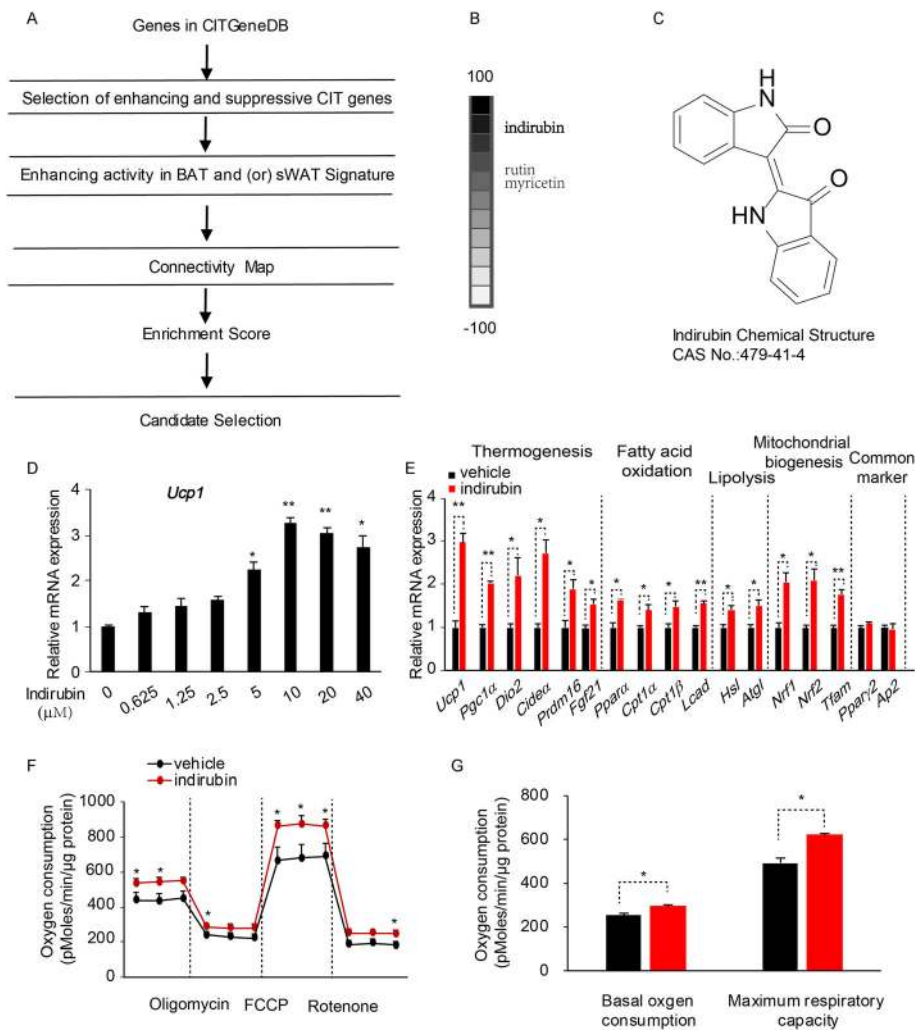 A
Genes in CITGeneDB
Selection of enhancing and suppressive CIT genes
Enhancing activity in BAT and (or) sWAT Signature
Connectivity Map
Enrichment Score
Candidate Selection
B
100
indirubin
rutin
myricetin
-100
C
H
N
O
O
HN
Indirubin Chemical Structure
CAS No.:479-41-4
D
Ucp1
Relative mRNA expression
4
3
2
1
0
** ** * *
Indirubin
(μM)
0 0.625 1.25 2.5 5 10 20 40
E
Thermogenesis
Fatty acid
oxidation
Lipolysis
Mitochondrial
biogenesis
Common
marker
vehicle
indirubin
Relative mRNA expression
4
3
2
1
0
** ** * * * * * * * ** * * * * **
Ucp1 Pgc1α Dio2 Cideα Prdm16 Fgf21 Pparα Cpt1α Cpt1β Lcad Hsl Atgl Nrf1 Nrf2 Tfam Pparγ2 Ap2
F
vehicle
indirubin
Oxygen consumption
(pMoles/min/μg protein)
1000
800
600
400
200
0
* * * * * * *
Oligomycin FCCP Rotenone
G
Oxygen consumption
(pMoles/min/μg protein)
800
600
400
200
0
* *
Basal oxgen
consumption
Maximum respiratory
capacity